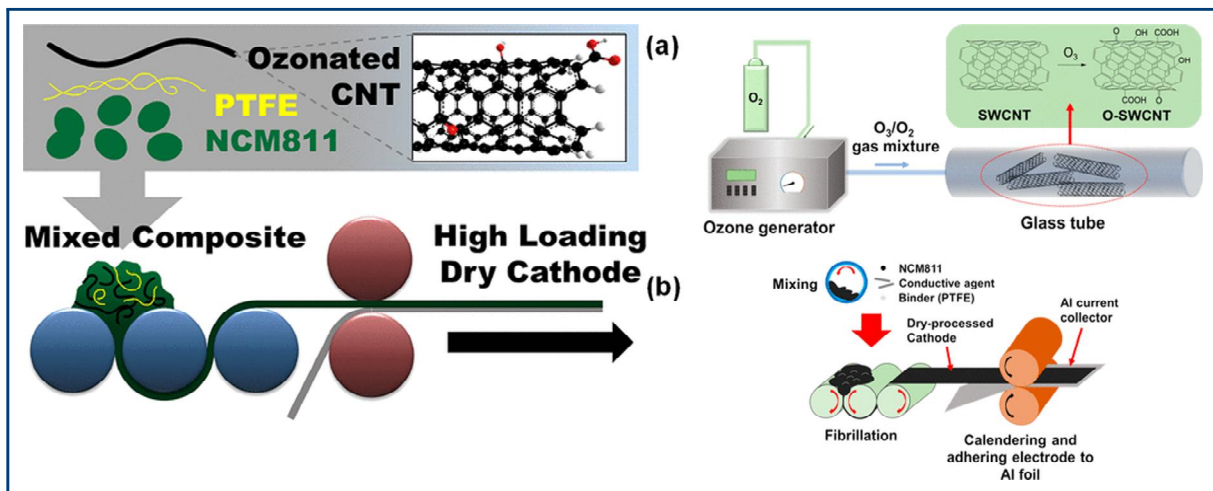 Ozonated
CNT
PTFE
NCM811
Mixed Composite
High Loading
Dry Cathode
(a)
O₂
O₃/O₂
gas mixture
Ozone generator
O OH COOH
O₃
OH
COOH O
SWCNT
O-SWCNT
Glass tube
(b)
Mixing
NCM811
Conductive agent
Binder (PTFE)
Dry-processed
Cathode
Al current
collector
Fibrillation
Calendering and
adhering electrode to
Al foil